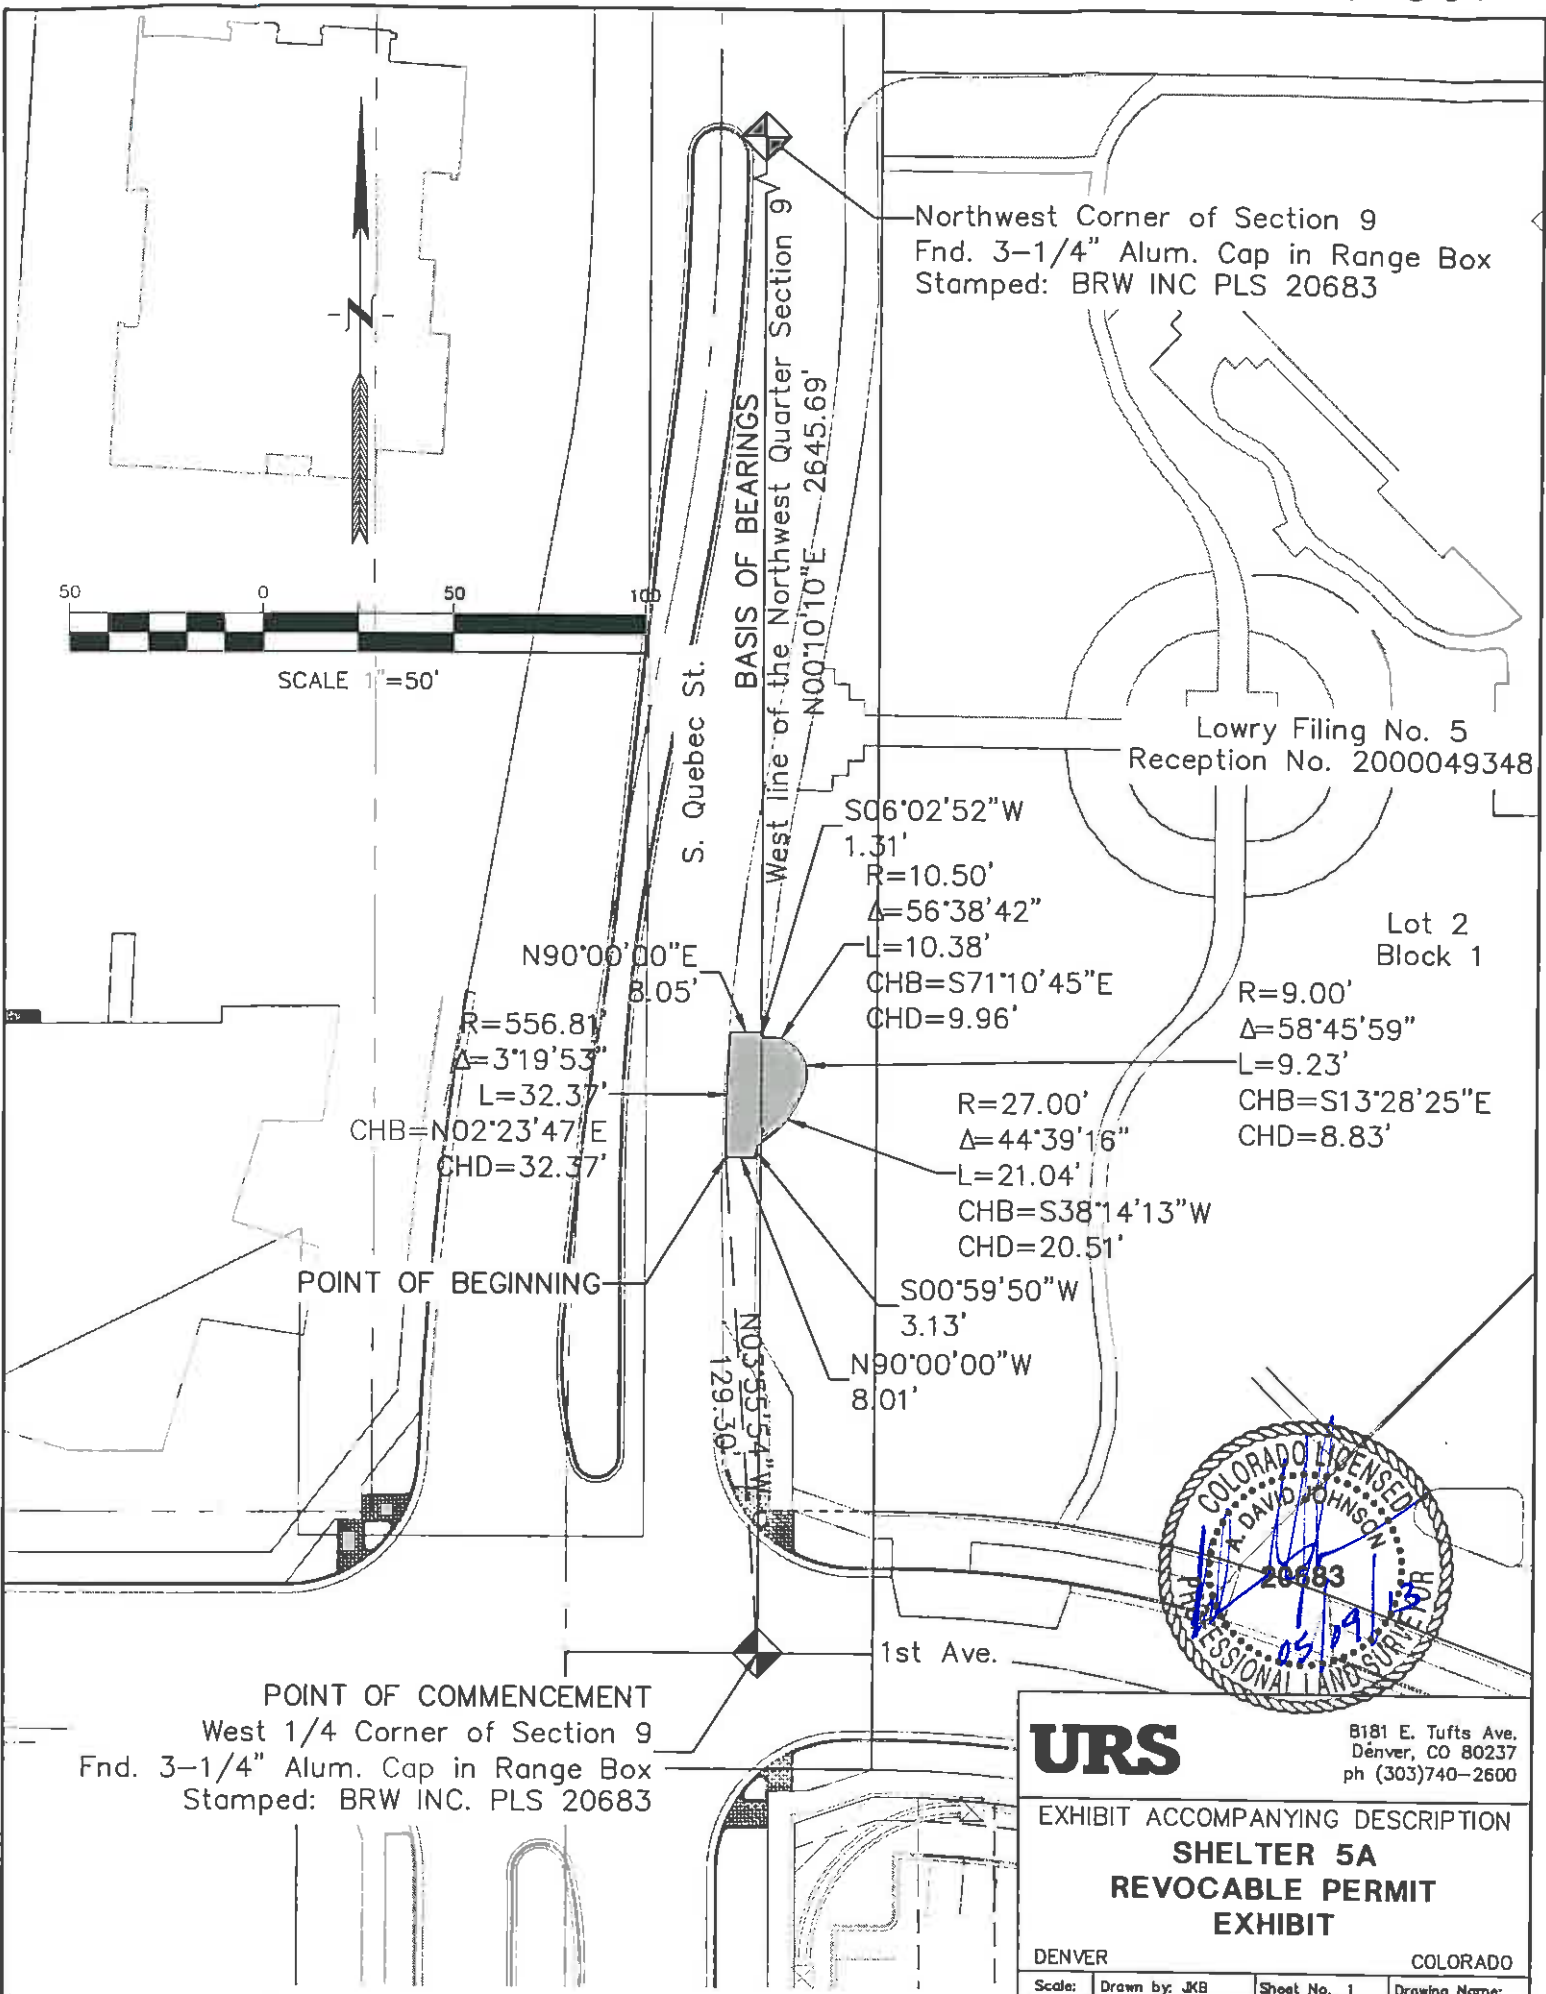 Northwest Corner of Section 9
Fnd. 3-1/4" Alum. Cap in Range Box
Stamped: BRW INC PLS 20683
N
50 0 50 100
SCALE 1"=50'
BASIS OF BEARINGS
West line of the Northwest Quarter Section 9
N00°10'10"E 2645.69'
S. Quebec St.
Lowry Filing No. 5
Reception No. 2000049348
Lot 2
Block 1
S06°02'52"W
1.31'
R=10.50'
Δ=56°38'42"
L=10.38'
CHB=S71°10'45"E
CHD=9.96'
N90°00'00"E
8.05'
R=556.81'
Δ=3°19'53"
L=32.37'
CHB=N02°23'47"E
CHD=32.37'
R=9.00'
Δ=58°45'59"
L=9.23'
CHB=S13°28'25"E
CHD=8.83'
R=27.00'
Δ=44°39'16"
L=21.04'
CHB=S38°14'13"W
CHD=20.51'
POINT OF BEGINNING
S00°59'50"W
3.13'
N90°00'00"W
8.01'
N03°55'54"W
129.30'
COLORADO LICENSED
A. DAVID JOHNSON
20683
05/09/13
PROFESSIONAL LAND SURVEYOR
1st Ave.
POINT OF COMMENCEMENT
West 1/4 Corner of Section 9
Fnd. 3-1/4" Alum. Cap in Range Box
Stamped: BRW INC. PLS 20683
URS
8181 E. Tufts Ave.
Denver, CO 80237
ph (303)740-2600
EXHIBIT ACCOMPANYING DESCRIPTION
SHELTER 5A
REVOCABLE PERMIT
EXHIBIT
DENVER COLORADO
Scale: Drawn by: JKB Sheet No. 1 Drawing Name: